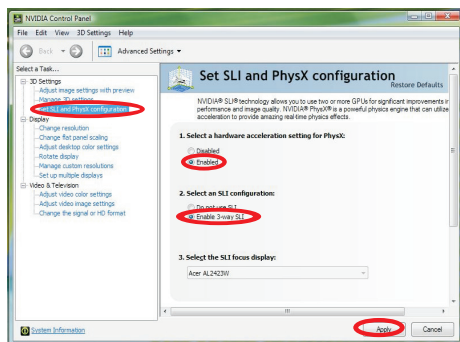 NVIDIA Control Panel
File Edit View 3D Settings Help
Back Advanced Settings
Select a Task...
3D Settings
Adjust image settings with preview
Manage 3D settings
Set SLI and PhysX configuration
Display
Change resolution
Change flat panel scaling
Adjust desktop color settings
Rotate display
Manage custom resolutions
Set up multiple displays
Video & Television
Adjust video color settings
Adjust video image settings
Change the signal or HD format
System Information
Set SLI and PhysX configuration
Restore Defaults
NVIDIA® SLI® technology allows you to use two or more GPUs for significant improvements in
performance and image quality. NVIDIA® PhysX® is a powerful physics engine that can utilize
acceleration to provide amazing real-time physics effects.
1. Select a hardware acceleration setting for PhysX:
Disabled
Enabled
2. Select an SLI configuration:
Do not use SLI
Enable 3-way SLI
3. Select the SLI focus display:
Acer AL2423W
Apply Cancel